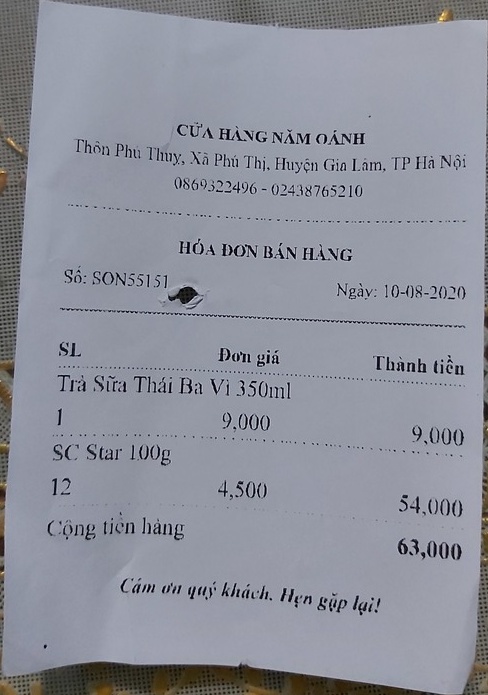 CỬA HÀNG NĂM OÁNH
Thôn Phú Thuỵ, Xã Phú Thị, Huyện Gia Lâm, TP Hà Nội
0869322496 - 02438765210
HÓA ĐƠN BÁN HÀNG
Số: SON55151
Ngày: 10-08-2020
SL Đơn giá Thành tiền
Trà Sữa Thái Ba Vì 350ml
1 9,000 9,000
SC Star 100g
12 4,500 54,000
Cộng tiền hàng 63,000
Cám ơn quý khách. Hẹn gặp lại!